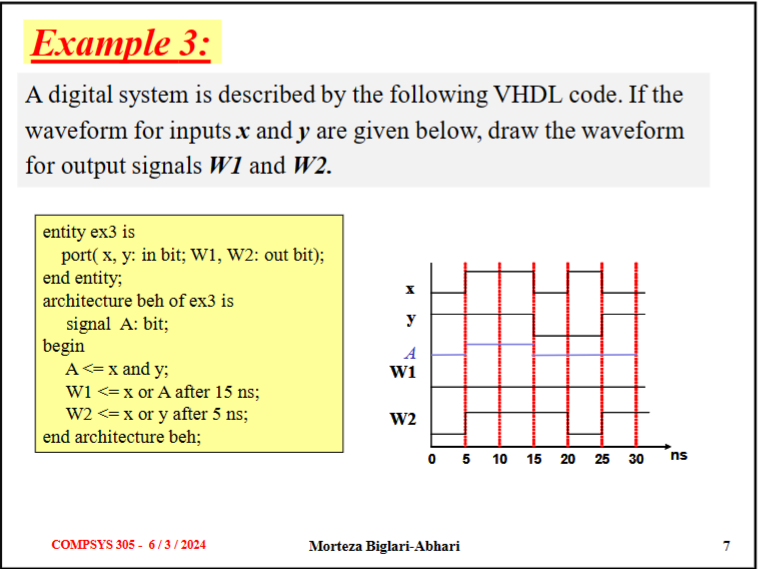 Example 3:
A digital system is described by the following VHDL code. If the
waveform for inputs x and y are given below, draw the waveform
for output signals W1 and W2.
entity ex3 is
port( x, y: in bit; W1, W2: out bit);
end entity;
architecture beh of ex3 is
signal A: bit;
begin
A <= x and y;
W1 <= x or A after 15 ns;
W2 <= x or y after 5 ns;
end architecture beh;
x
y
A
W1
W2
0 5 10 15 20 25 30 ns
COMPSYS 305 - 6 / 3 / 2024 Morteza Biglari-Abhari 7